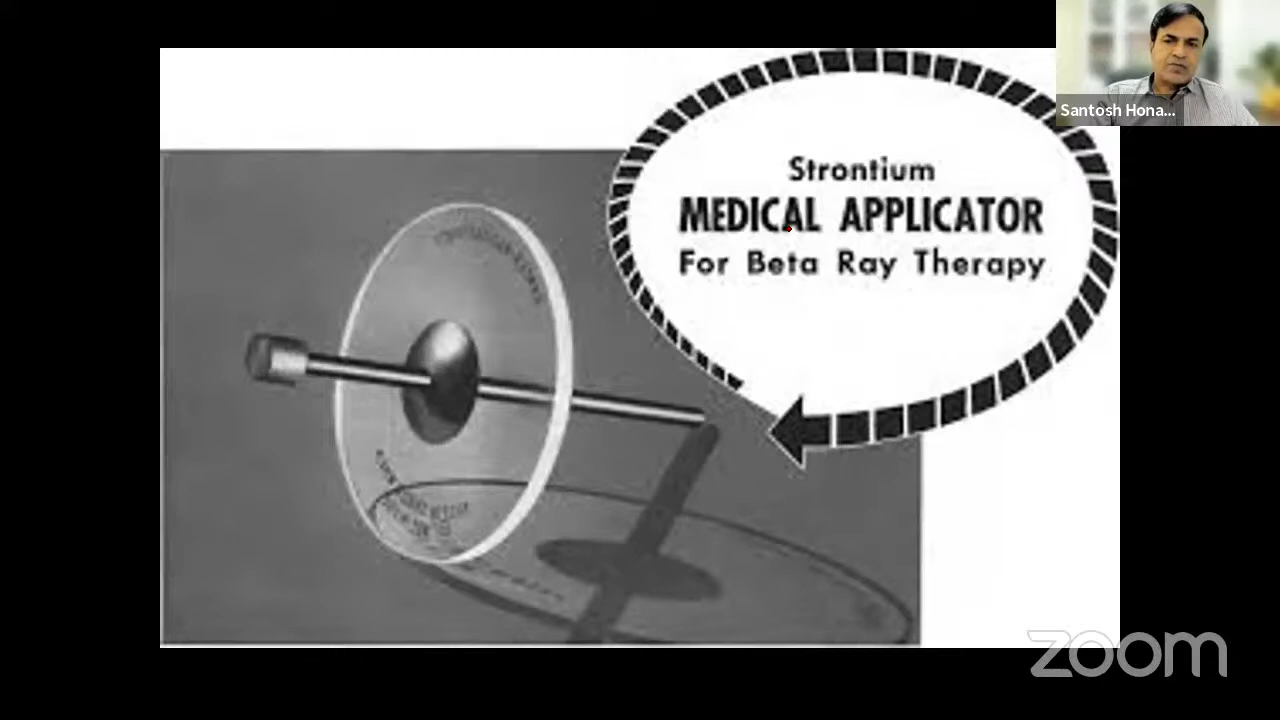 Santosh Hona...
Strontium
MEDICAL APPLICATOR
For Beta Ray Therapy
zoom